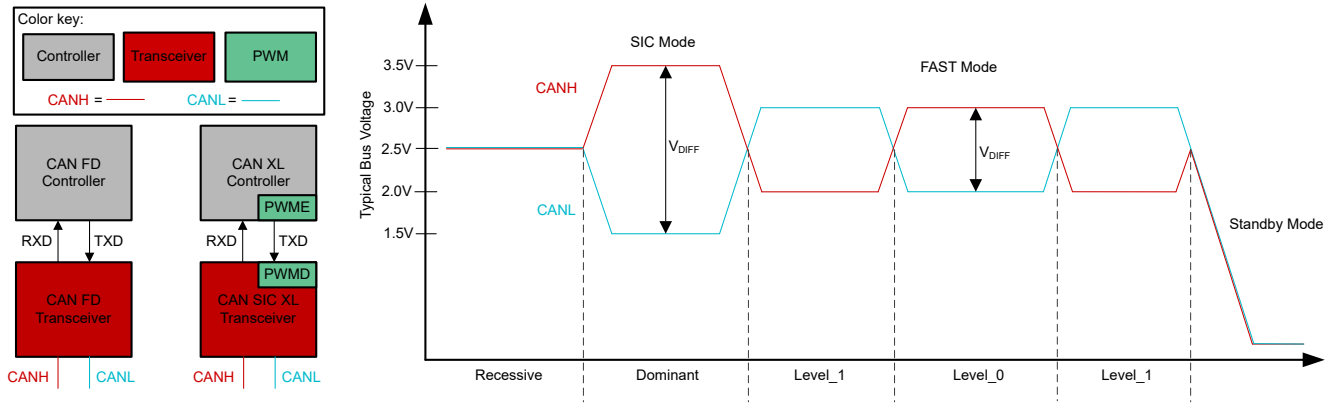 Color key:
Controller
Transceiver
PWM
CANH =
CANL=
CAN FD
Controller
CAN XL
Controller
PWME
RXD
TXD
RXD
TXD
PWMD
CAN FD
Transceiver
CAN SIC XL
Transceiver
CANH
CANL
CANH
CANL
Typical Bus Voltage
3.5V
3.0V
2.5V
2.0V
1.5V
SIC Mode
FAST Mode
CANH
CANL
VDIFF
VDIFF
Standby Mode
Recessive
Dominant
Level_1
Level_0
Level_1